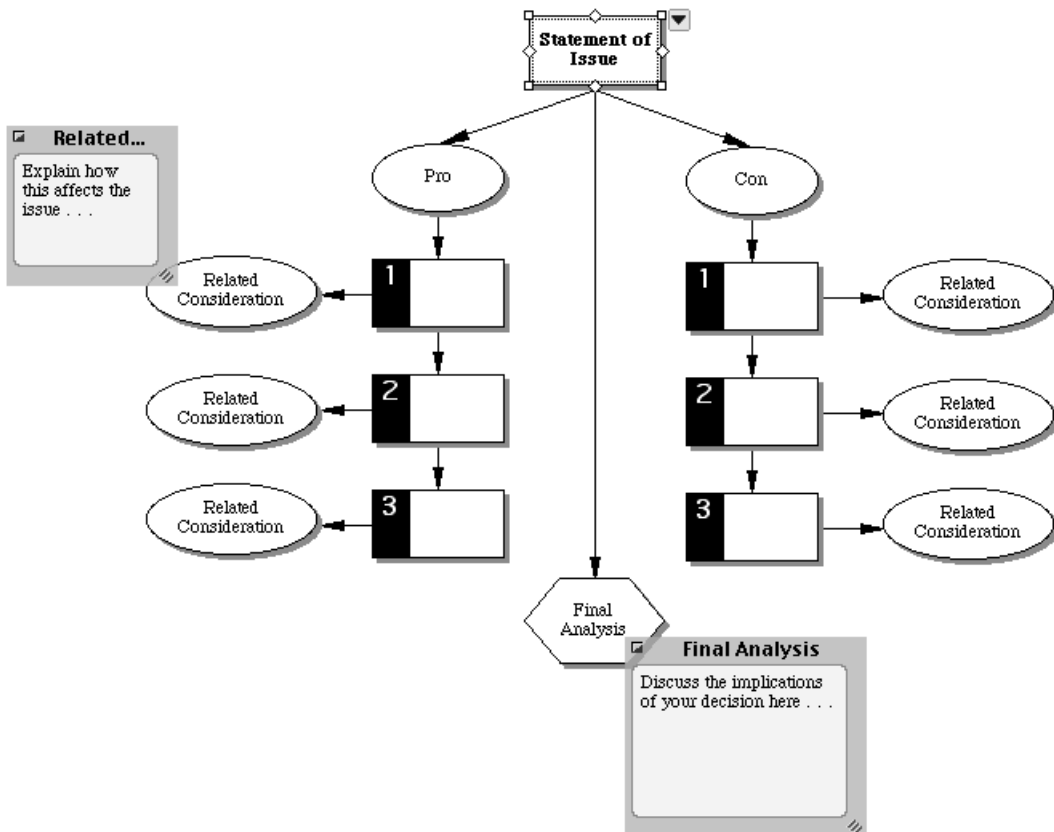 Statement of
Issue
Related...
Explain how
this affects the
issue . . .
Pro
Con
1
Related
Consideration
1
Related
Consideration
2
Related
Consideration
2
Related
Consideration
3
Related
Consideration
3
Related
Consideration
Final
Analysis
Final Analysis
Discuss the implications
of your decision here . . .